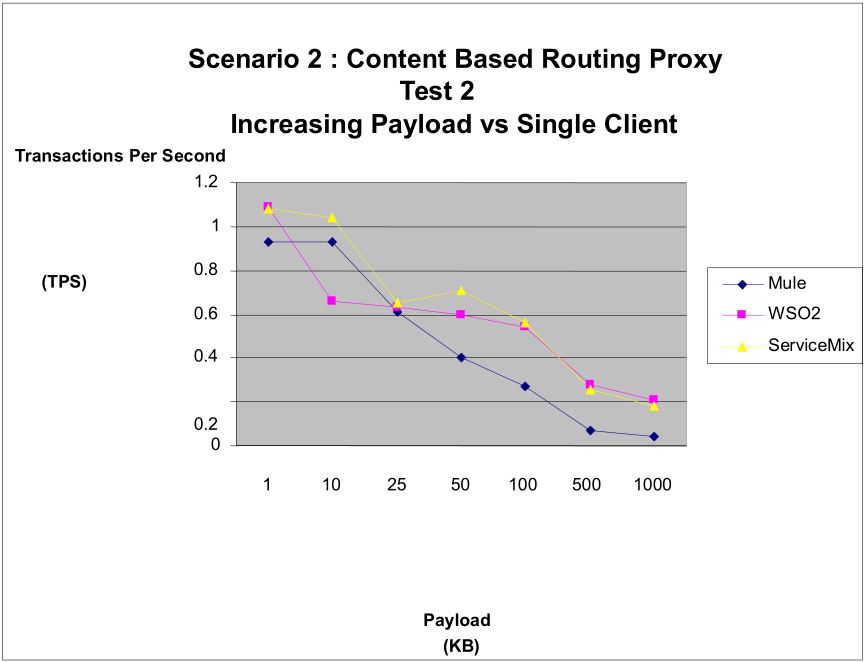 Scenario 2 : Content Based Routing Proxy
Test 2
Increasing Payload vs Single Client
Transactions Per Second
(TPS)
1.2
1
0.8
0.6
0.4
0.2
0
1 10 25 50 100 500 1000
Mule
WSO2
ServiceMix
Payload
(KB)